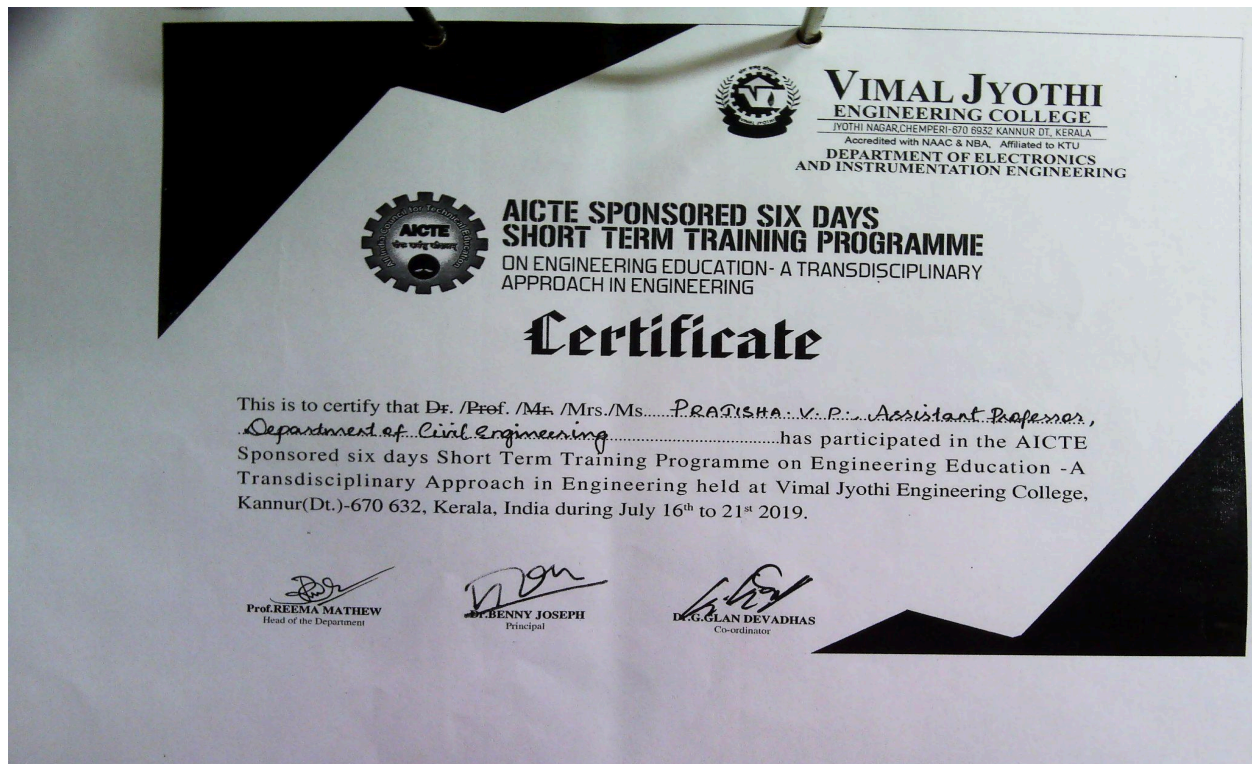 VIMAL JYOTHI
ENGINEERING COLLEGE
JYOTHI NAGAR,CHEMPERI-670 6932 KANNUR DT, KERALA
Accredited with NAAC & NBA, Affiliated to KTU
DEPARTMENT OF ELECTRONICS
AND INSTRUMENTATION ENGINEERING
AICTE
AICTE SPONSORED SIX DAYS
SHORT TERM TRAINING PROGRAMME
ON ENGINEERING EDUCATION- A TRANSDISCIPLINARY
APPROACH IN ENGINEERING
Certificate
This is to certify that Dr. /Prof. /Mr. /Mrs./Ms.... PRATISHA. V. P., Assistant Professor,
Department of Civil Engineering....................has participated in the AICTE
Sponsored six days Short Term Training Programme on Engineering Education -A
Transdisciplinary Approach in Engineering held at Vimal Jyothi Engineering College,
Kannur(Dt.)-670 632, Kerala, India during July 16th to 21st 2019.
Prof.REEMA MATHEW
Head of the Department
Dr.BENNY JOSEPH
Principal
Dr.G.GLAN DEVADHAS
Co-ordinator